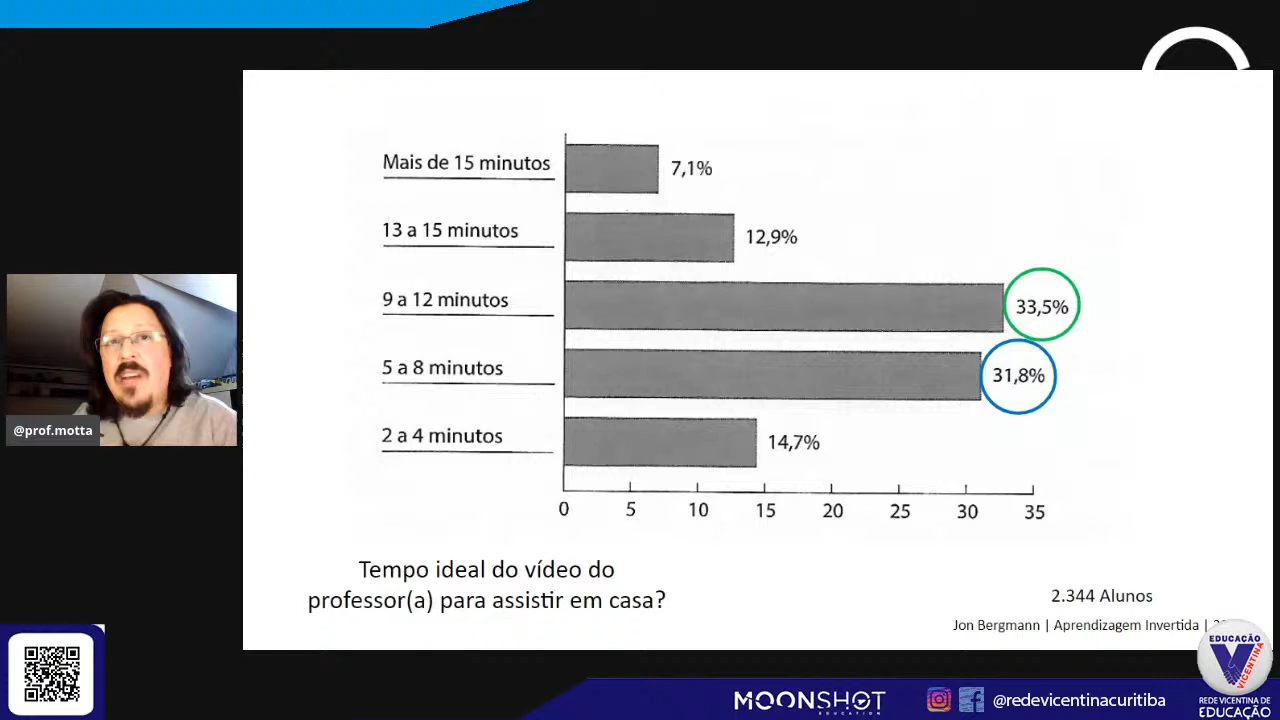 Mais de 15 minutos
7,1%
13 a 15 minutos
12,9%
9 a 12 minutos
33,5%
5 a 8 minutos
31,8%
2 a 4 minutos
14,7%
0 5 10 15 20 25 30 35
Tempo ideal do vídeo do
professor(a) para assistir em casa?
2.344 Alunos
Jon Bergmann | Aprendizagem Invertida |
@prof.motta
EDUCAÇÃO
VICENTINA
MOONSHOT
EDUCATION
@redevicentinacuritiba
REDE VICENTINA DE
EDUCAÇÃO